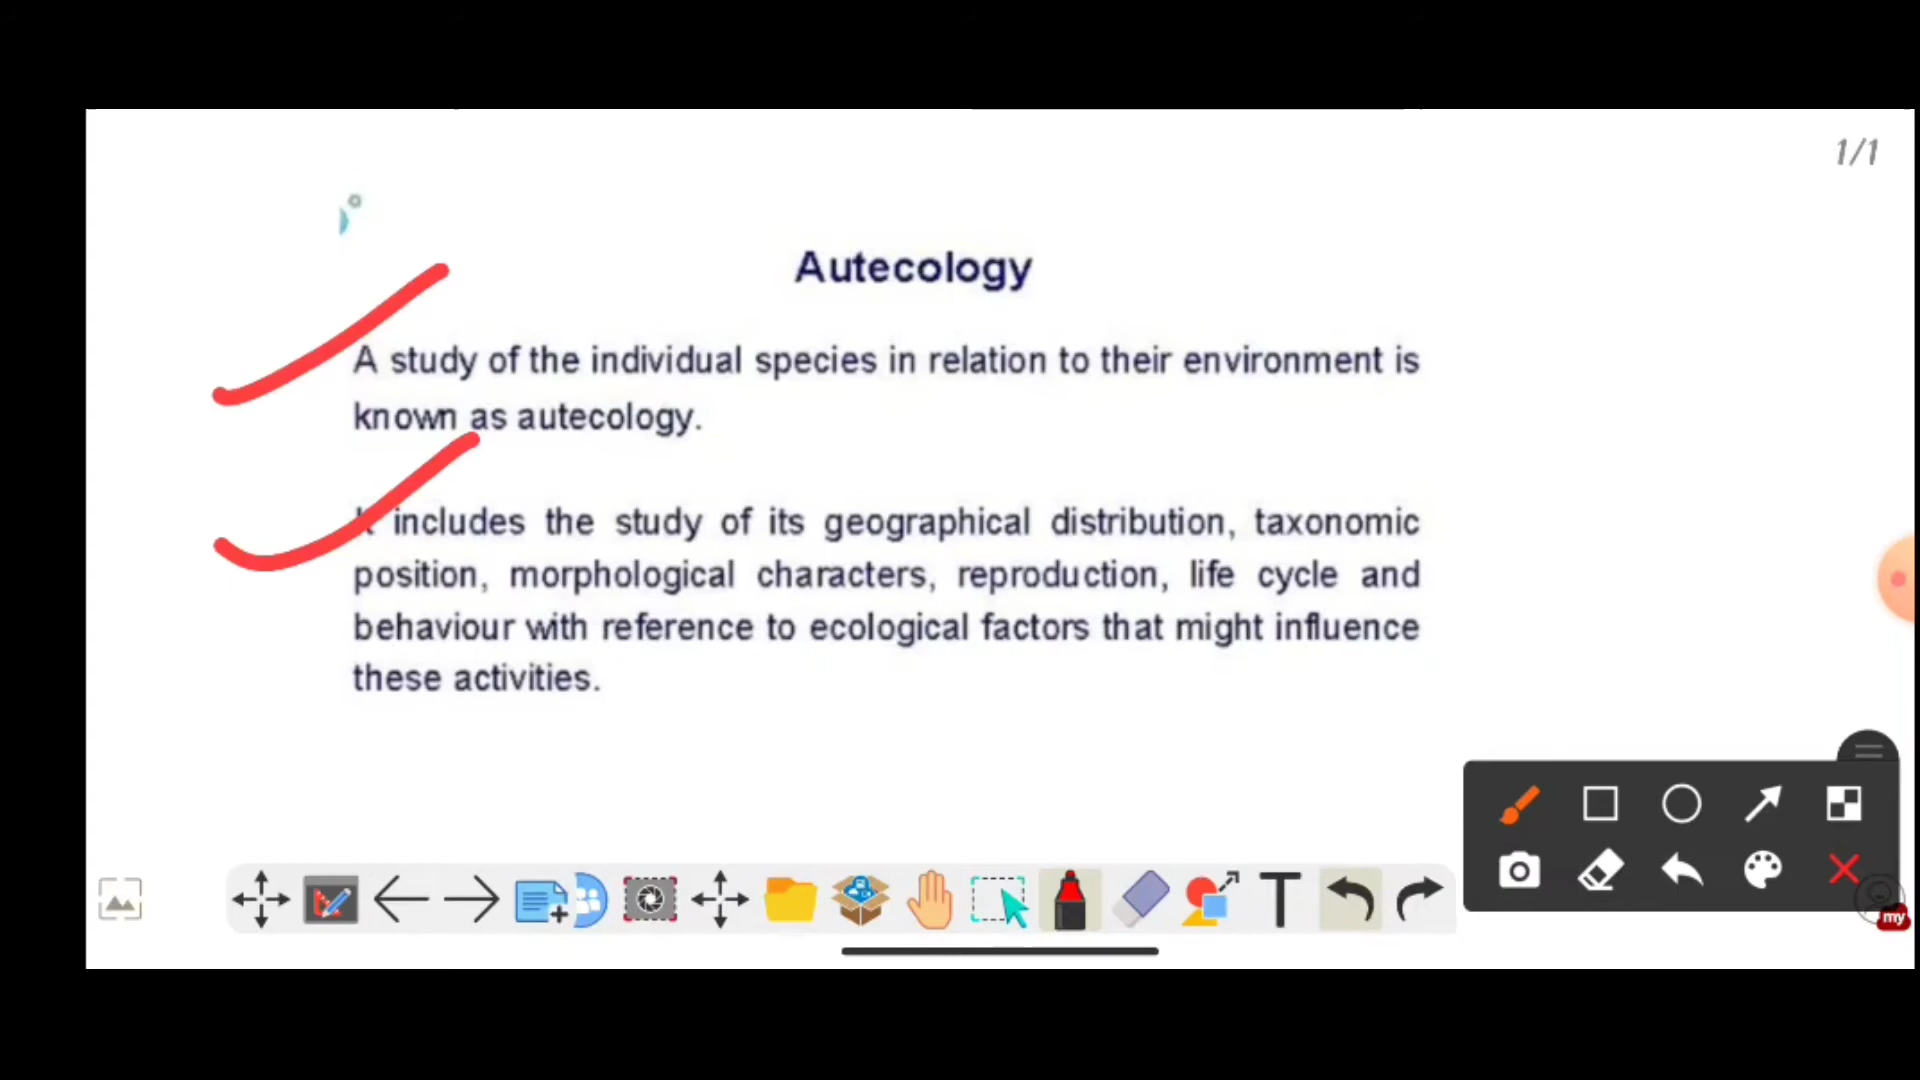 1/1
Autecology
A study of the individual species in relation to their environment is
known as autecology.
It includes the study of its geographical distribution, taxonomic
position, morphological characters, reproduction, life cycle and
behaviour with reference to ecological factors that might influence
these activities.
T
my